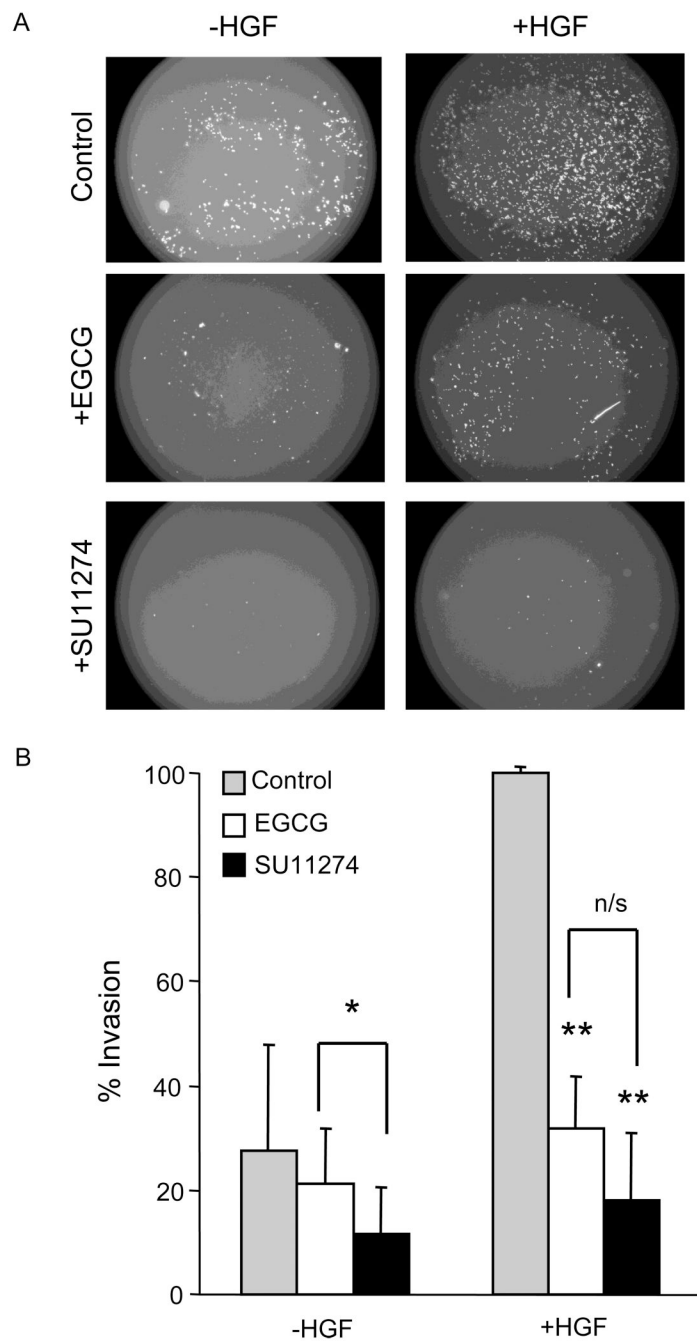 A
-HGF
+HGF
Control
+EGCG
+SU11274
B
100
80
60
40
20
0
% Invasion
Control
EGCG
SU11274
*
n/s
**
**
-HGF
+HGF